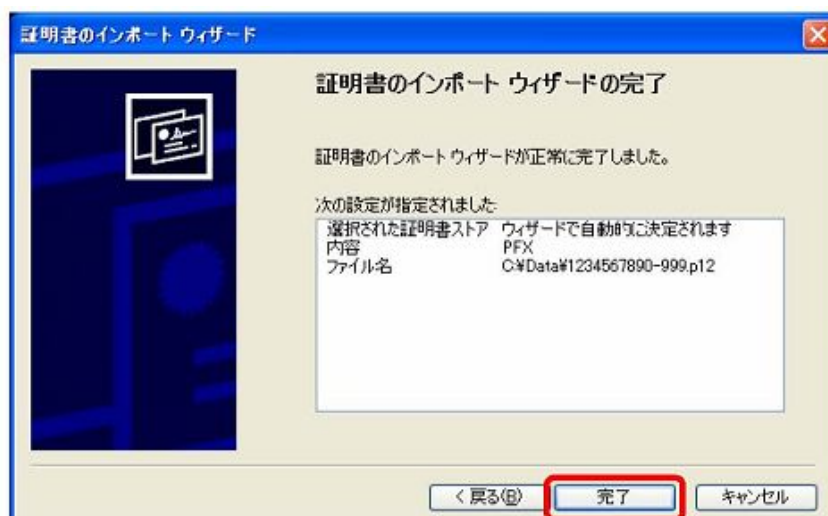 証明書のインポート ウィザード
証明書のインポート ウィザードの完了
証明書のインポート ウィザードが正常に完了しました。
次の設定が指定されました
選択された証明書ストア ウィザードで自動的に決定されます
内容 PFX
ファイル名 C:¥Data¥1234567890-999.p12
< 戻る(B) 完了 キャンセル